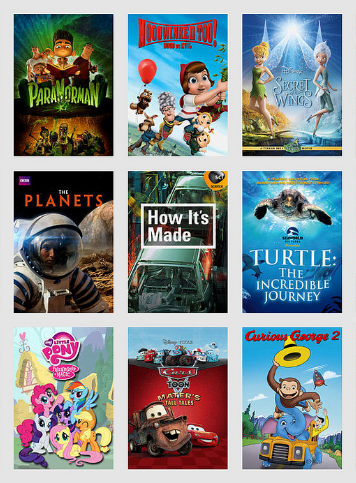 PARANORMAN
HOODWINKED TOO!
HOOD VS. EVIL
Disney
SECRET
OF THE
WINGS
BBC
THE
PLANETS
How It's
Made
SEAWORLD
TURTLE:
THE
INCREDIBLE
JOURNEY
MY
LITTLE
PONY
FRIENDSHIP IS
MAGIC
Disney PIXAR
Cars
TOON
MATER'S
TALL TALES
Curious George 2